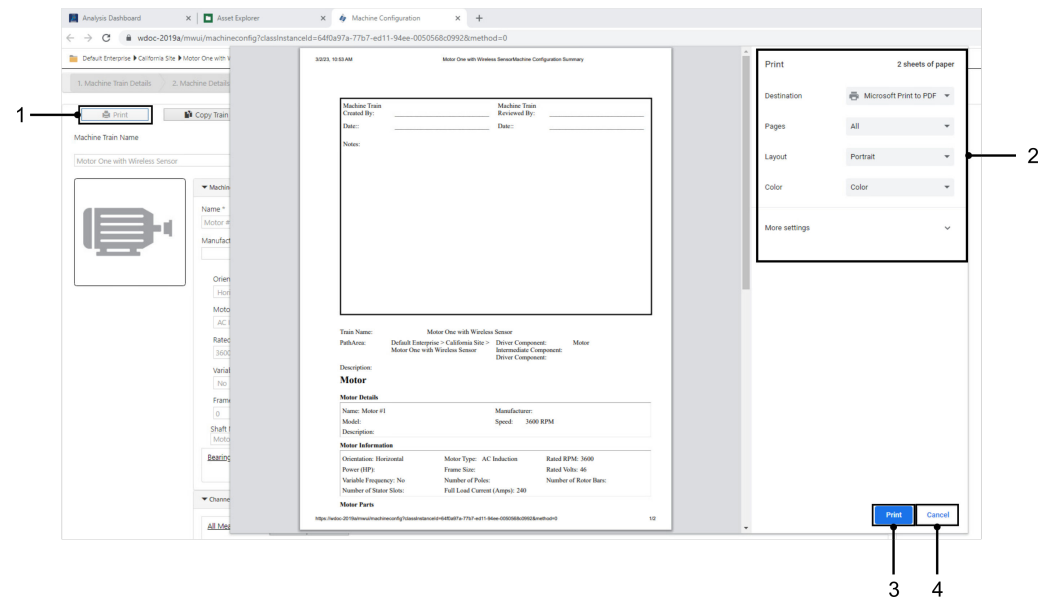 Analysis Dashboard × Asset Explorer × Machine Configuration × +
wdoc-2019a/mwui/machineconfig?classInstanceId=64f0a97a-77b7-ed11-94ee-0050568c0992&method=0
Default Enterprise California Site Motor One with
1. Machine Train Details 2. Machine Details
1
Print Copy Train
Machine Train Name
Motor One with Wireless Sensor
Machin
Name *
Motor #
Manufact
Orien
Hor
Moto
AC
Rated
3600
Varial
No
Fram
0
Shaft
Moto
Bearing
Channe
All Mea
3/2/23, 10:53 AM Motor One with Wireless SensorMachine Configuration Summary
Machine Train Machine Train
Created By: Reviewed By:
Date:: Date::
Notes:
Train Name: Motor One with Wireless Sensor
PathArea: Default Enterprise > California Site > Driver Component: Motor
Motor One with Wireless Sensor Intermediate Component:
Driver Component:
Description:
Motor
Motor Details
Name: Motor #1 Manufacturer:
Model: Speed: 3600 RPM
Description:
Motor Information
Orientation: Horizontal Motor Type: AC Induction Rated RPM: 3600
Power (HP): Frame Size: Rated Volts: 46
Variable Frequency: No Number of Poles: Number of Rotor Bars:
Number of Stator Slots: Full Load Current (Amps): 240
Motor Parts
https://wdoc-2019a/mwui/machineconfig?classInstanceId=64f0a97a-77b7-ed11-94ee-0050568c0992&method=0 1/2
Print 2 sheets of paper
Destination Microsoft Print to PDF
Pages All
Layout Portrait
2
Color Color
More settings
Print Cancel
3 4